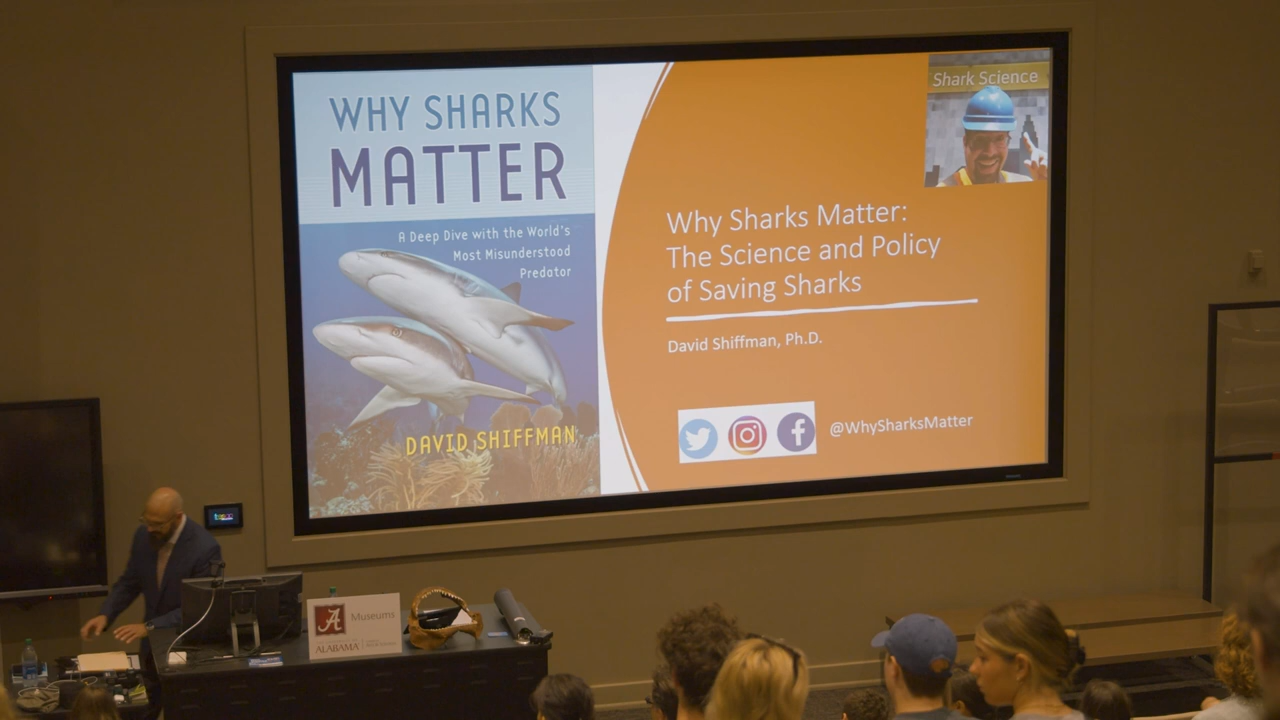 WHY SHARKS
MATTER
A Deep Dive with the World's
Most Misunderstood
Predator
DAVID SHIFFMAN
Shark Science
Why Sharks Matter:
The Science and Policy
of Saving Sharks
David Shiffman, Ph.D.
@WhySharksMatter
A Museums
ALABAMA